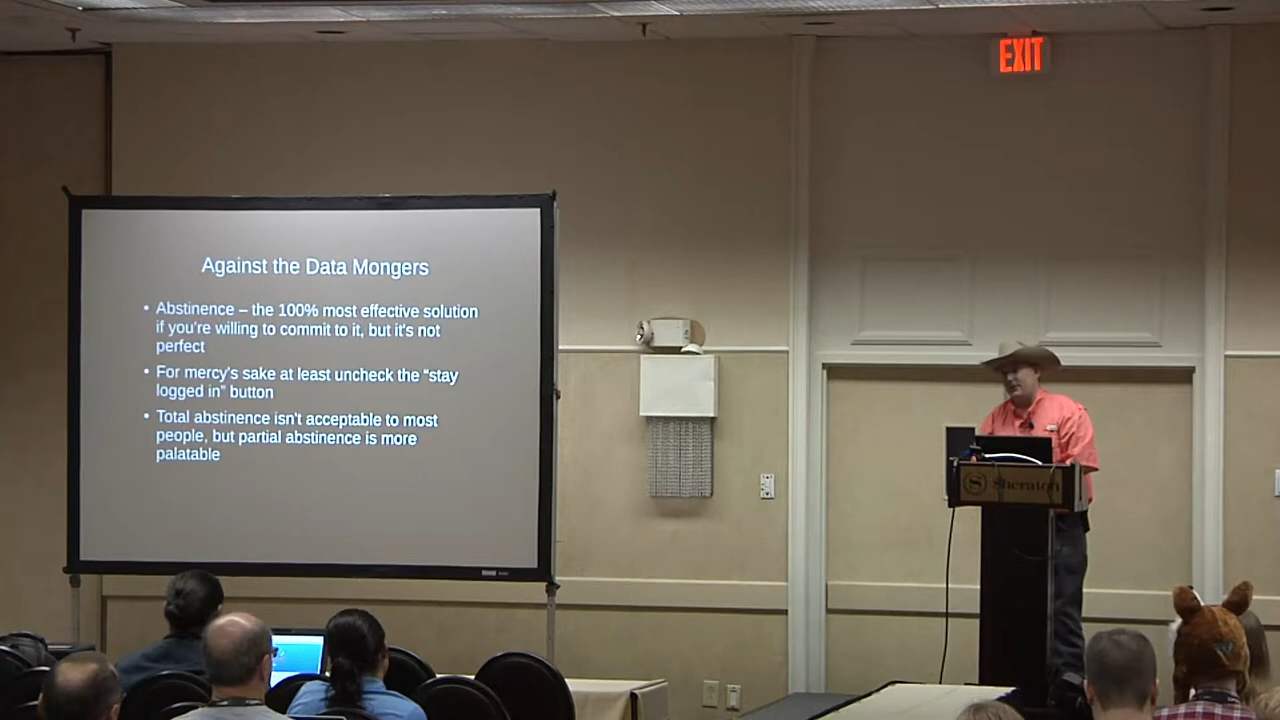 EXIT
Against the Data Mongers
• Abstinence – the 100% most effective solution
if you're willing to commit to it, but it's not
perfect
• For mercy's sake at least uncheck the “stay
logged in” button
• Total abstinence isn't acceptable to most
people, but partial abstinence is more
palatable
S Sheraton